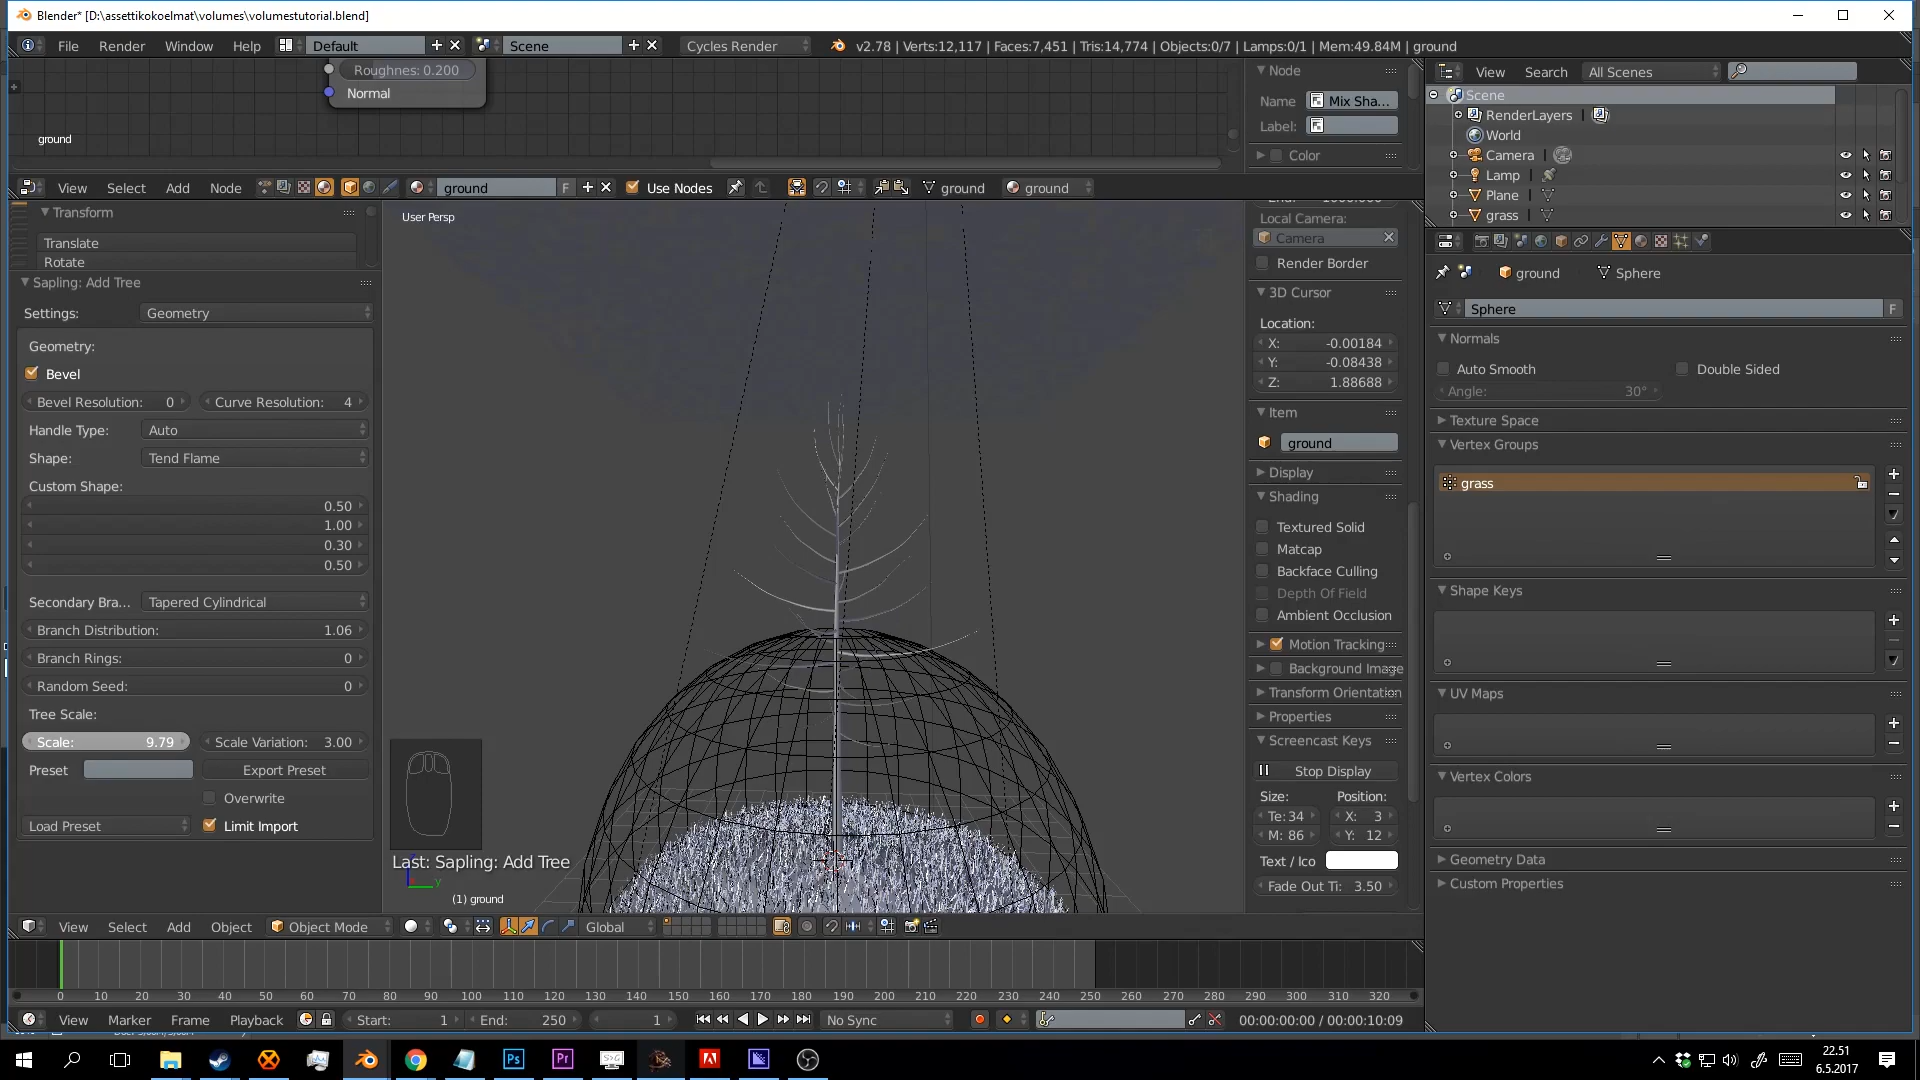 Blender* [D:\assettikokoelmat\volumes\volumestutorial.blend]
File Render Window Help Default Scene Cycles Render v2.78 | Verts:12,117 | Faces:7,451 | Tris:14,774 | Objects:0/7 | Lamps:0/1 | Mem:49.84M | ground
Roughnes: 0.200
Normal
ground
Node
Name Mix Sha...
Label:
Color
View Search All Scenes
Scene
RenderLayers
World
Camera
Lamp
Plane
grass
View Select Add Node ground F Use Nodes ground ground
Transform
Translate
Rotate
Sapling: Add Tree
Settings: Geometry
Geometry:
Bevel
Bevel Resolution: 0 Curve Resolution: 4
Handle Type: Auto
Shape: Tend Flame
Custom Shape:
0.50
1.00
0.30
0.50
Secondary Bra... Tapered Cylindrical
Branch Distribution: 1.06
Branch Rings: 0
Random Seed: 0
Tree Scale:
Scale: 9.79 Scale Variation: 3.00
Preset Export Preset
Overwrite
Load Preset Limit Import
User Persp
Last: Sapling: Add Tree
y
(1) ground
Local Camera:
Camera
Render Border
3D Cursor
Location:
X: -0.00184
Y: -0.08438
Z: 1.88688
Item
ground
Display
Shading
Textured Solid
Matcap
Backface Culling
Depth Of Field
Ambient Occlusion
Motion Tracking
Background Image
Transform Orientation
Properties
Screencast Keys
Stop Display
Size: Position:
Te: 34 X: 3
M: 86 Y: 12
Text / Ico
Fade Out Ti: 3.50
ground Sphere
Sphere F
Normals
Auto Smooth Double Sided
Angle: 30°
Texture Space
Vertex Groups
grass
Shape Keys
UV Maps
Vertex Colors
Geometry Data
Custom Properties
View Select Add Object Object Mode Global
0 10 20 30 40 50 60 70 80 90 100 110 120 130 140 150 160 170 180 190 200 210 220 230 240 250 260 270 280 290 300 310 320
View Marker Frame Playback Start: 1 End: 250 1 No Sync 00:00:00:00 / 00:00:10:09
Ps Pr
22.51
6.5.2017